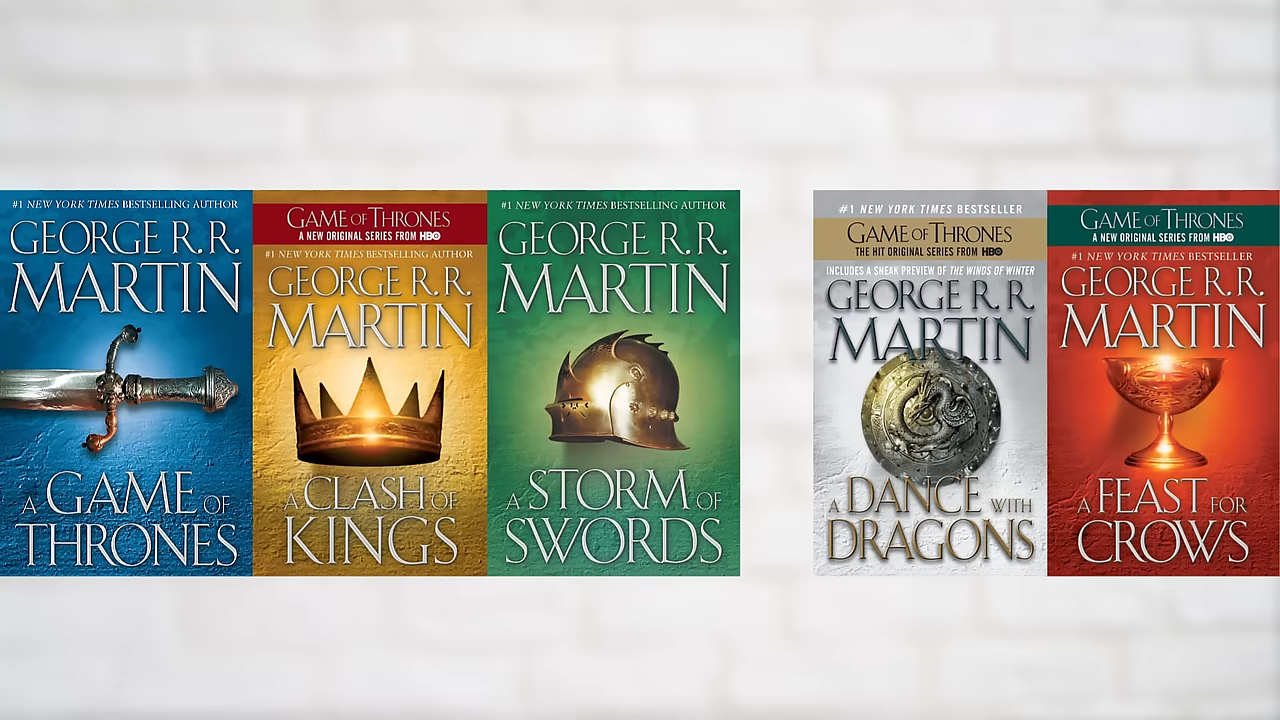 #1 NEW YORK TIMES BESTSELLING AUTHOR
GEORGE R.R.
MARTIN
A GAME OF
THRONES
GAME OF THRONES
A NEW ORIGINAL SERIES FROM HBO
#1 NEW YORK TIMES BESTSELLING AUTHOR
GEORGE R.R.
MARTIN
A CLASH OF
KINGS
#1 NEW YORK TIMES BESTSELLING AUTHOR
GEORGE R.R.
MARTIN
A STORM OF
SWORDS
#1 NEW YORK TIMES BESTSELLER
GAME OF THRONES
THE HIT ORIGINAL SERIES FROM HBO
INCLUDES A SNEAK PREVIEW OF THE WINDS OF WINTER
GEORGE R. R.
MARTIN
A DANCE WITH
DRAGONS
GAME OF THRONES
A NEW ORIGINAL SERIES FROM HBO
#1 NEW YORK TIMES BESTSELLER
GEORGE R.R.
MARTIN
A FEAST FOR
CROWS